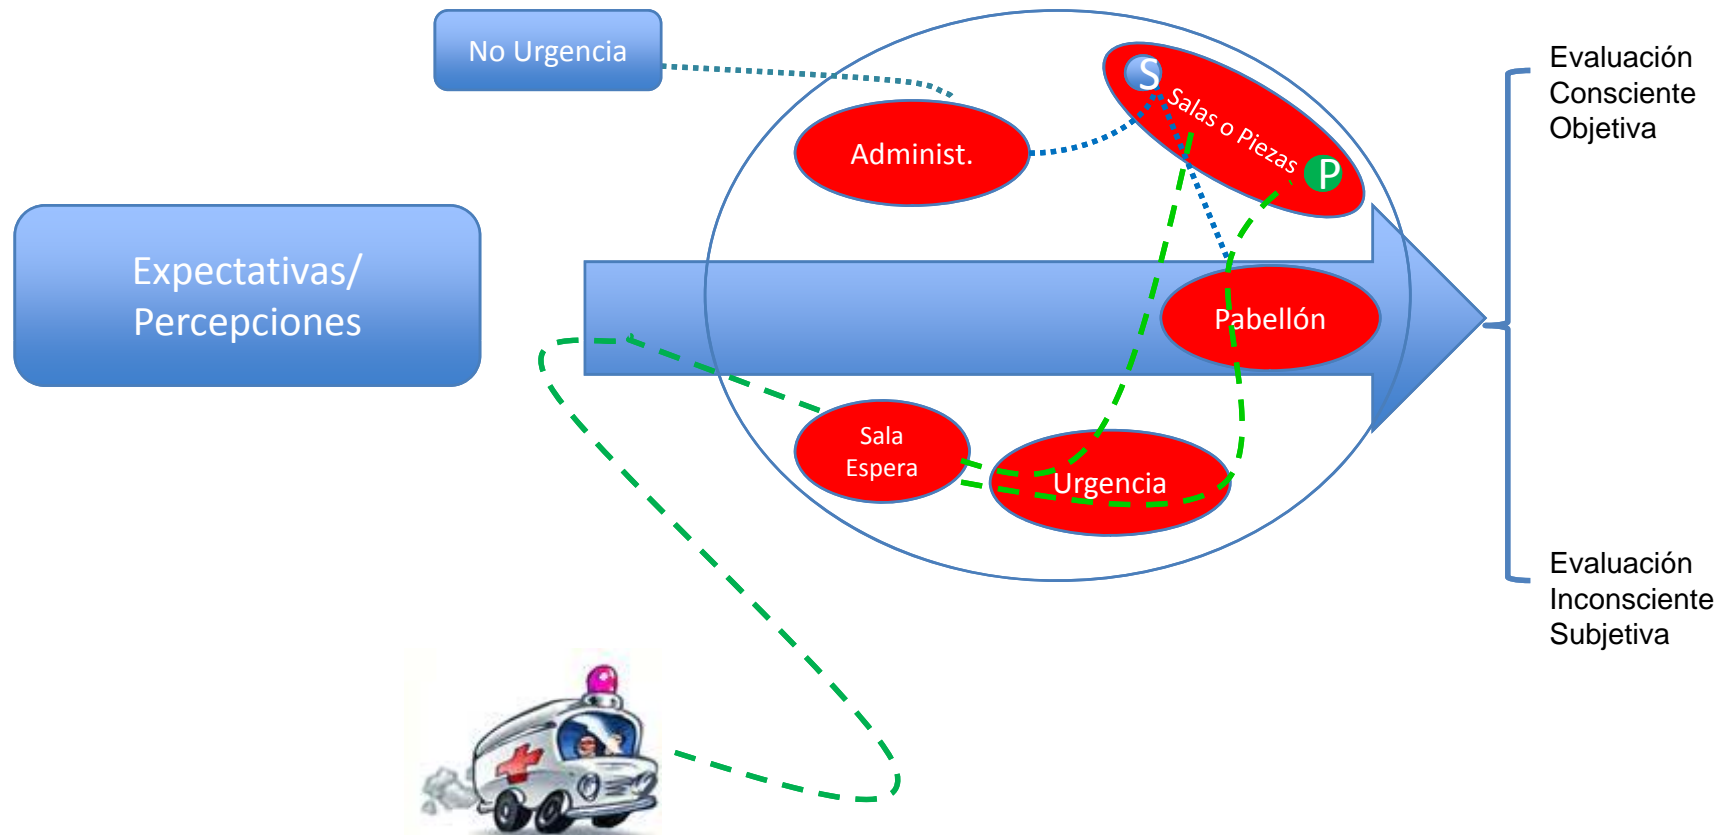 No Urgencia
Expectativas/
Percepciones
Administ.
S
Salas o Piezas
P
Pabellón
Sala
Espera
Urgencia
Evaluación
Consciente
Objetiva
Evaluación
Inconsciente
Subjetiva